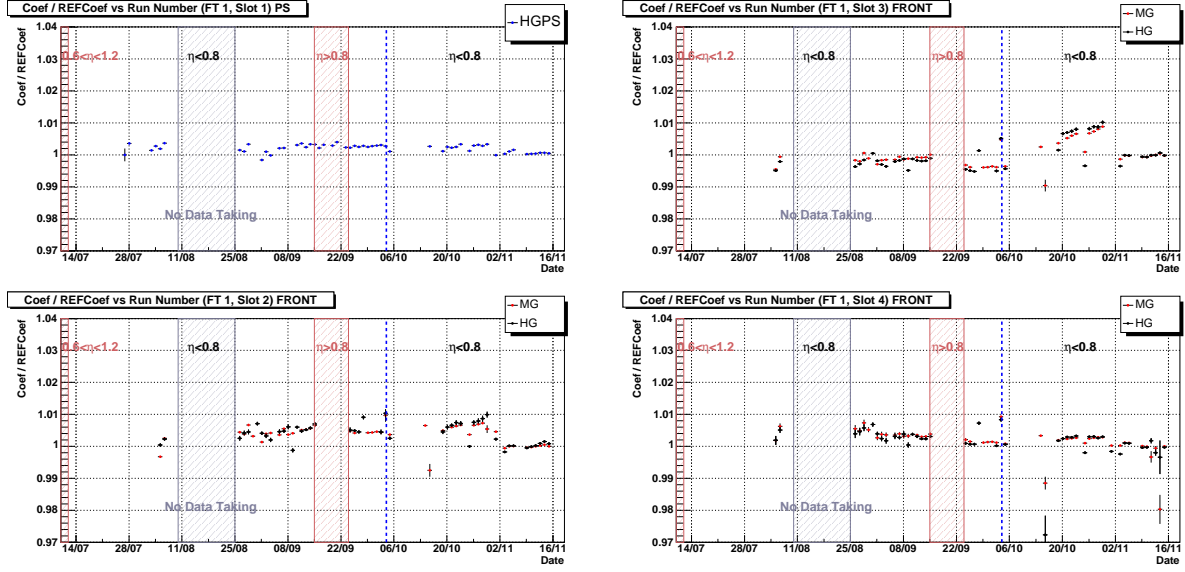 Coef / REFCoef vs Run Number (FT 1, Slot 1) PS
HGPS
Coef / REFCoef
1.04
1.03
1.02
1.01
1
0.99
0.98
0.97
0.6<η<1.2
η<0.8
η>0.8
η<0.8
No Data Taking
14/07 28/07 11/08 25/08 08/09 22/09 06/10 20/10 02/11 16/11
Date
Coef / REFCoef vs Run Number (FT 1, Slot 3) FRONT
MG
HG
Coef / REFCoef
1.04
1.03
1.02
1.01
1
0.99
0.98
0.97
0.6<η<1.2
η<0.8
η>0.8
η<0.8
No Data Taking
14/07 28/07 11/08 25/08 08/09 22/09 06/10 20/10 02/11 16/11
Date
Coef / REFCoef vs Run Number (FT 1, Slot 2) FRONT
MG
HG
Coef / REFCoef
1.04
1.03
1.02
1.01
1
0.99
0.98
0.97
0.6<η<1.2
η<0.8
η>0.8
η<0.8
No Data Taking
14/07 28/07 11/08 25/08 08/09 22/09 06/10 20/10 02/11 16/11
Date
Coef / REFCoef vs Run Number (FT 1, Slot 4) FRONT
MG
HG
Coef / REFCoef
1.04
1.03
1.02
1.01
1
0.99
0.98
0.97
0.6<η<1.2
η<0.8
η>0.8
η<0.8
No Data Taking
14/07 28/07 11/08 25/08 08/09 22/09 06/10 20/10 02/11 16/11
Date